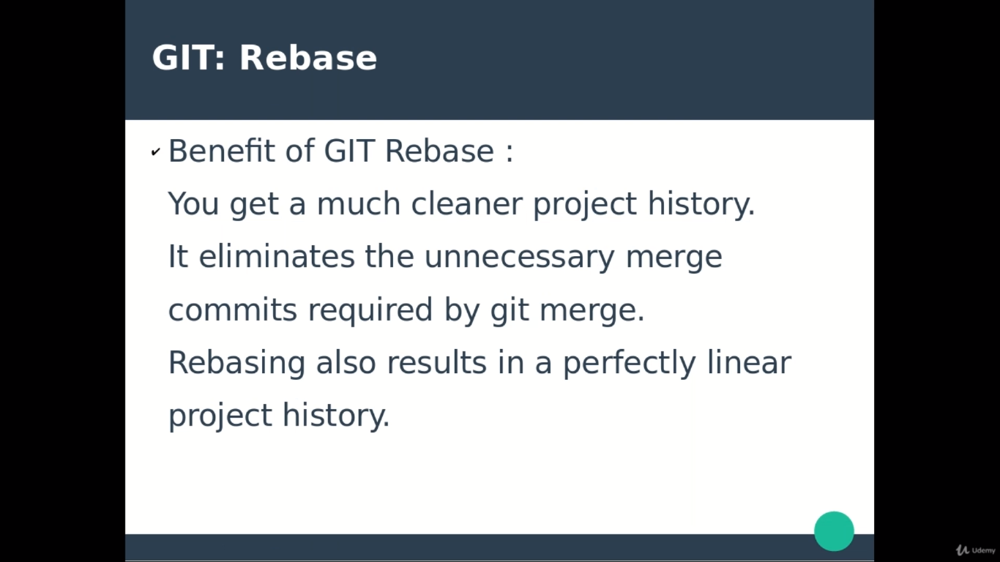 GIT: Rebase
✔ Benefit of GIT Rebase :
You get a much cleaner project history.
It eliminates the unnecessary merge
commits required by git merge.
Rebasing also results in a perfectly linear
project history.
Udemy